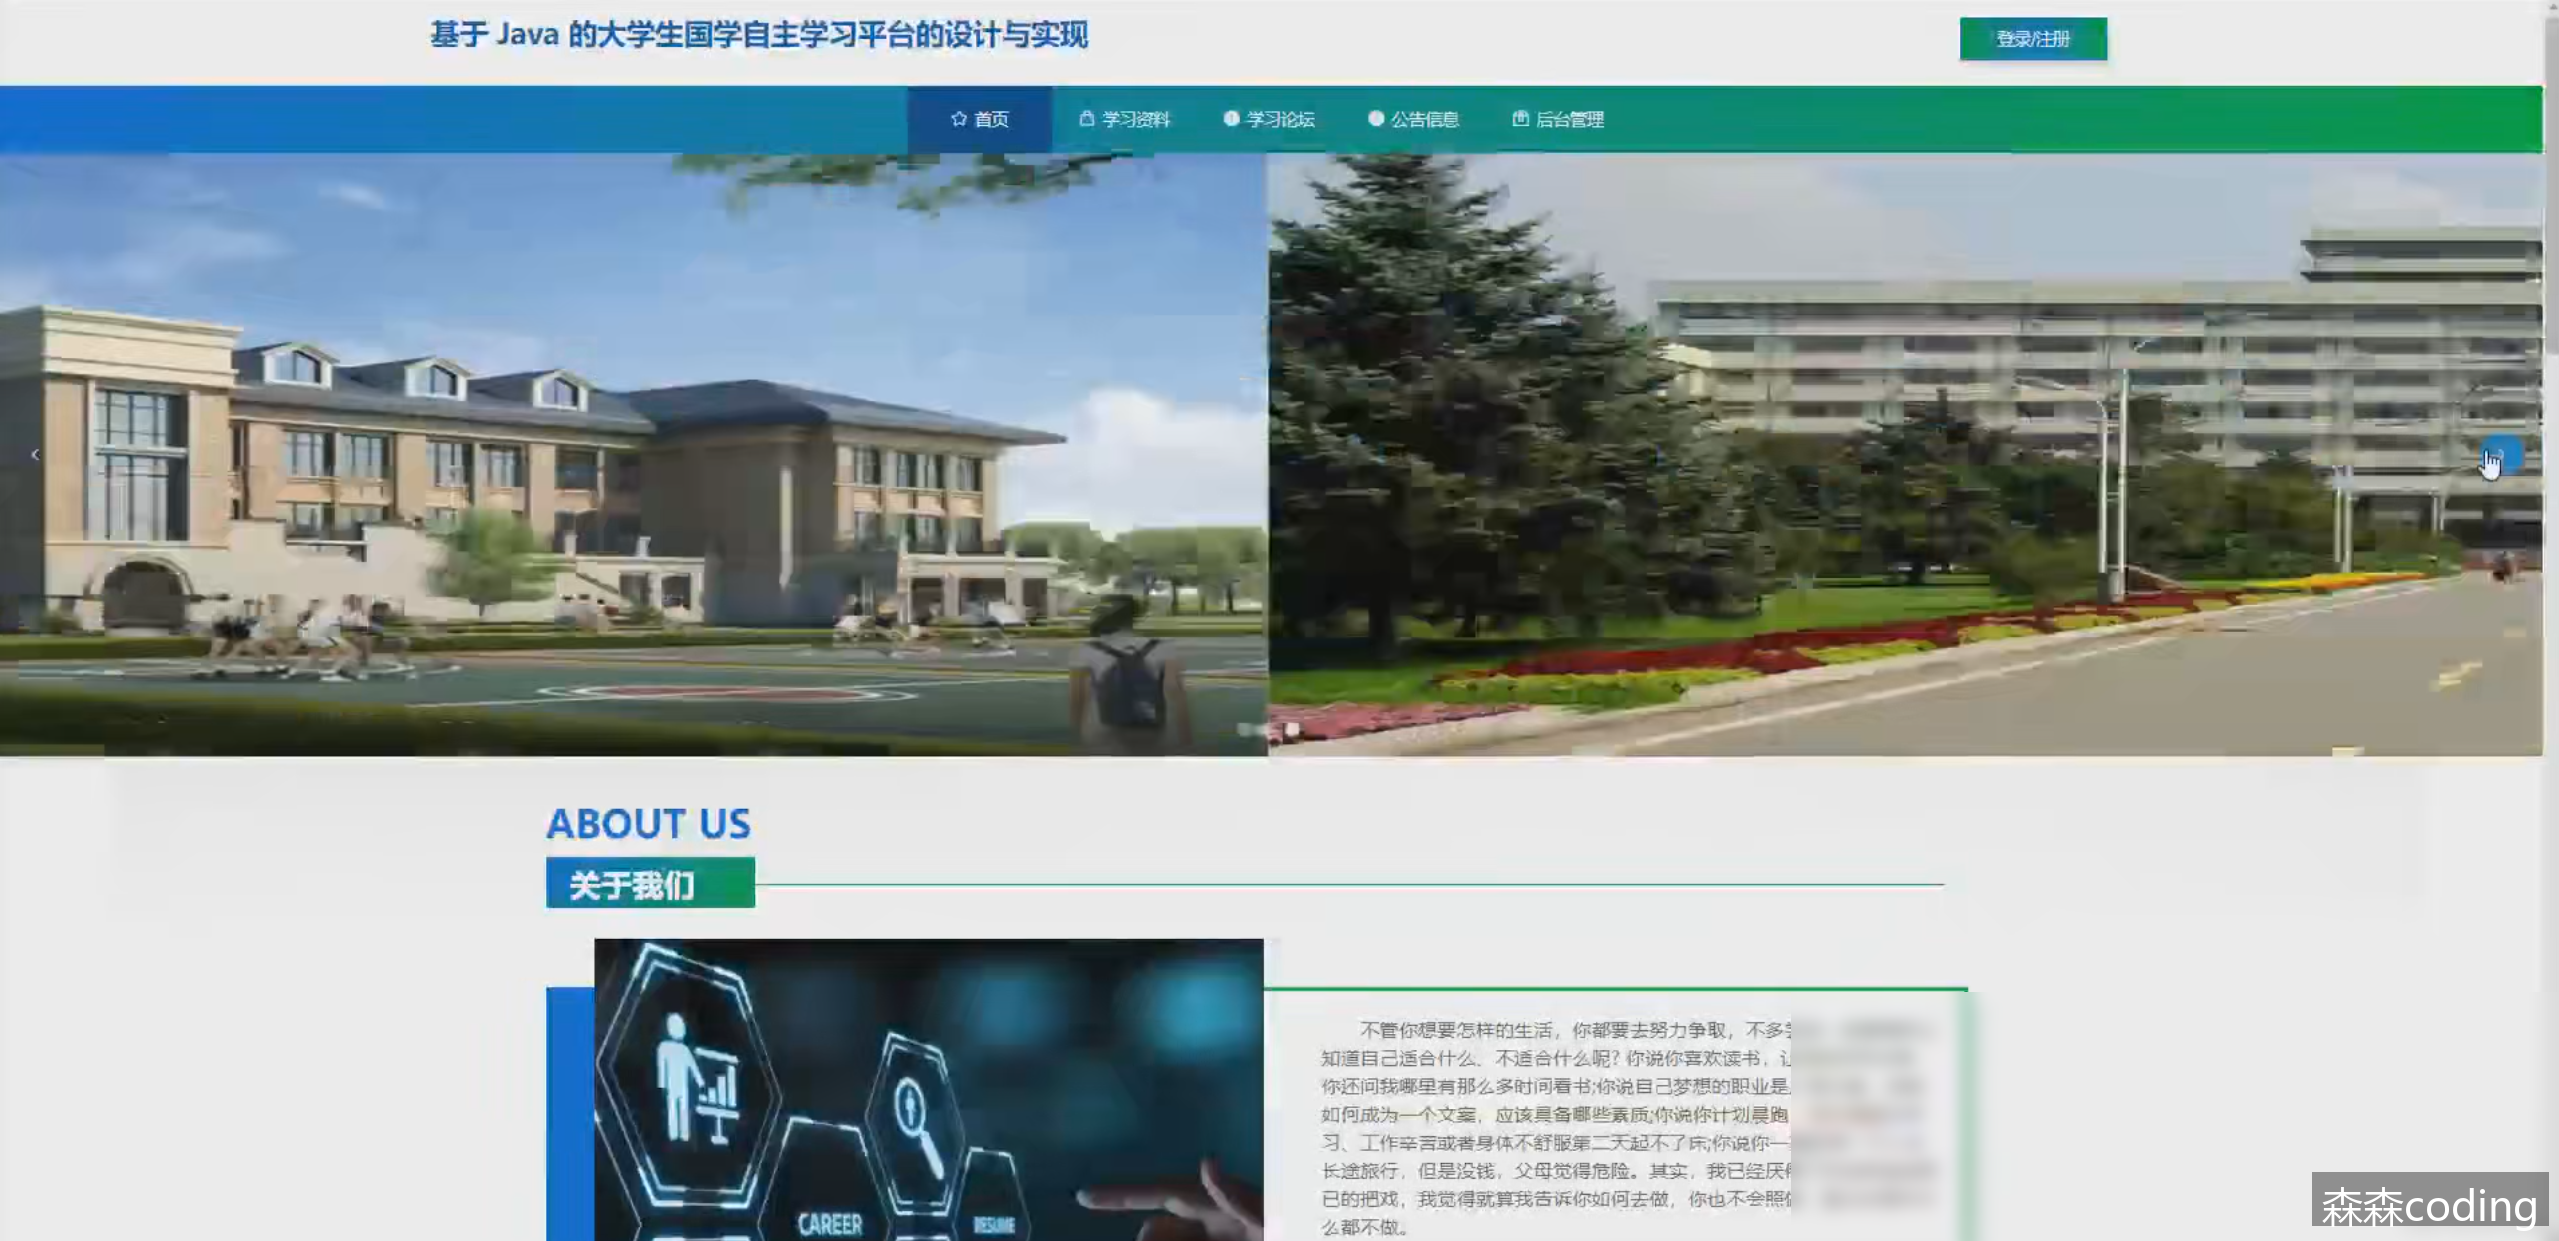 基于 Java 的大学生国学自主学习平台的设计与实现
登录/注册
首页
学习资料
学习论坛
公告信息
后台管理
ABOUT US
关于我们
CAREER
RESUME
不管你想要怎样的生活，你都要去努力争取，不多
知道自己适合什么、不适合什么呢? 你说你喜欢读书，让
你还问我哪里有那么多时间看书;你说自己梦想的职业是
如何成为一个文案，应该具备哪些素质;你说你计划晨跑
习、工作辛苦或者身体不舒服第二天起不了床;你说你一
长途旅行，但是没钱，父母觉得危险。其实，我已经厌
已的把戏，我觉得就算我告诉你如何去做，你也不会照做
么都不做。
森森coding